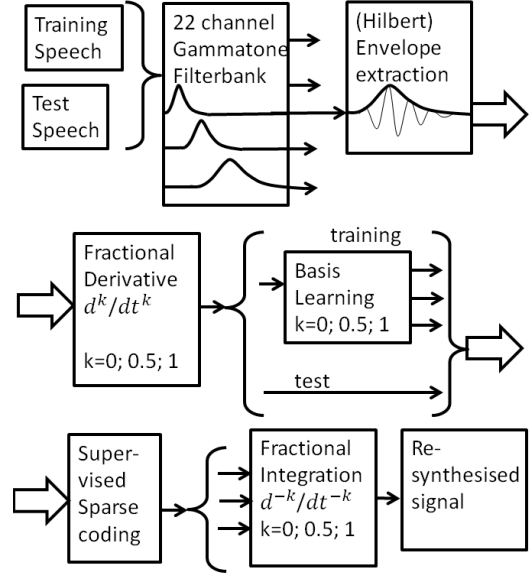 Training
Speech
Test
Speech
22 channel
Gammatone
Filterbank
(Hilbert)
Envelope
extraction
Fractional
Derivative
d^k/dt^k
k=0; 0.5; 1
training
Basis
Learning
k=0; 0.5; 1
test
Super-
vised
Sparse
coding
Fractional
Integration
d^−k/dt^−k
k=0; 0.5; 1
Re-
synthesised
signal